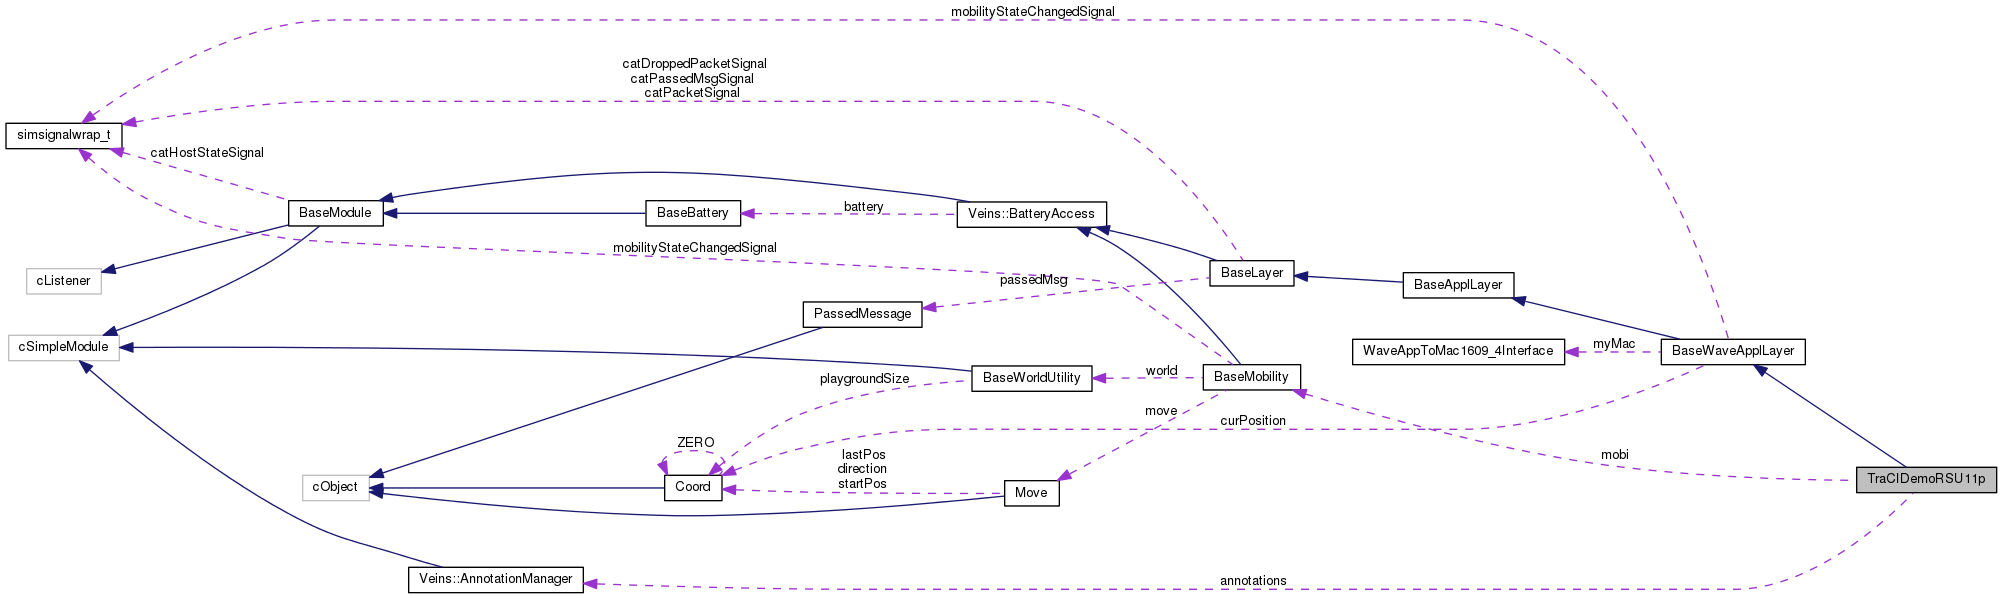 mobilityStateChangedSignal
catDroppedPacketSignal
catPassedMsgSignal
catPacketSignal
simsignalwrap_t
catHostStateSignal
BaseModule
BaseBattery
battery
Veins::BatteryAccess
mobilityStateChangedSignal
cListener
passedMsg
BaseLayer
BaseApplLayer
PassedMessage
cSimpleModule
WaveAppToMac1609_4Interface
myMac
BaseWaveApplLayer
playgroundSize
BaseWorldUtility
world
BaseMobility
move
curPosition
ZERO
lastPos
direction
startPos
mobi
cObject
Coord
Move
TraCIDemoRSU11p
Veins::AnnotationManager
annotations